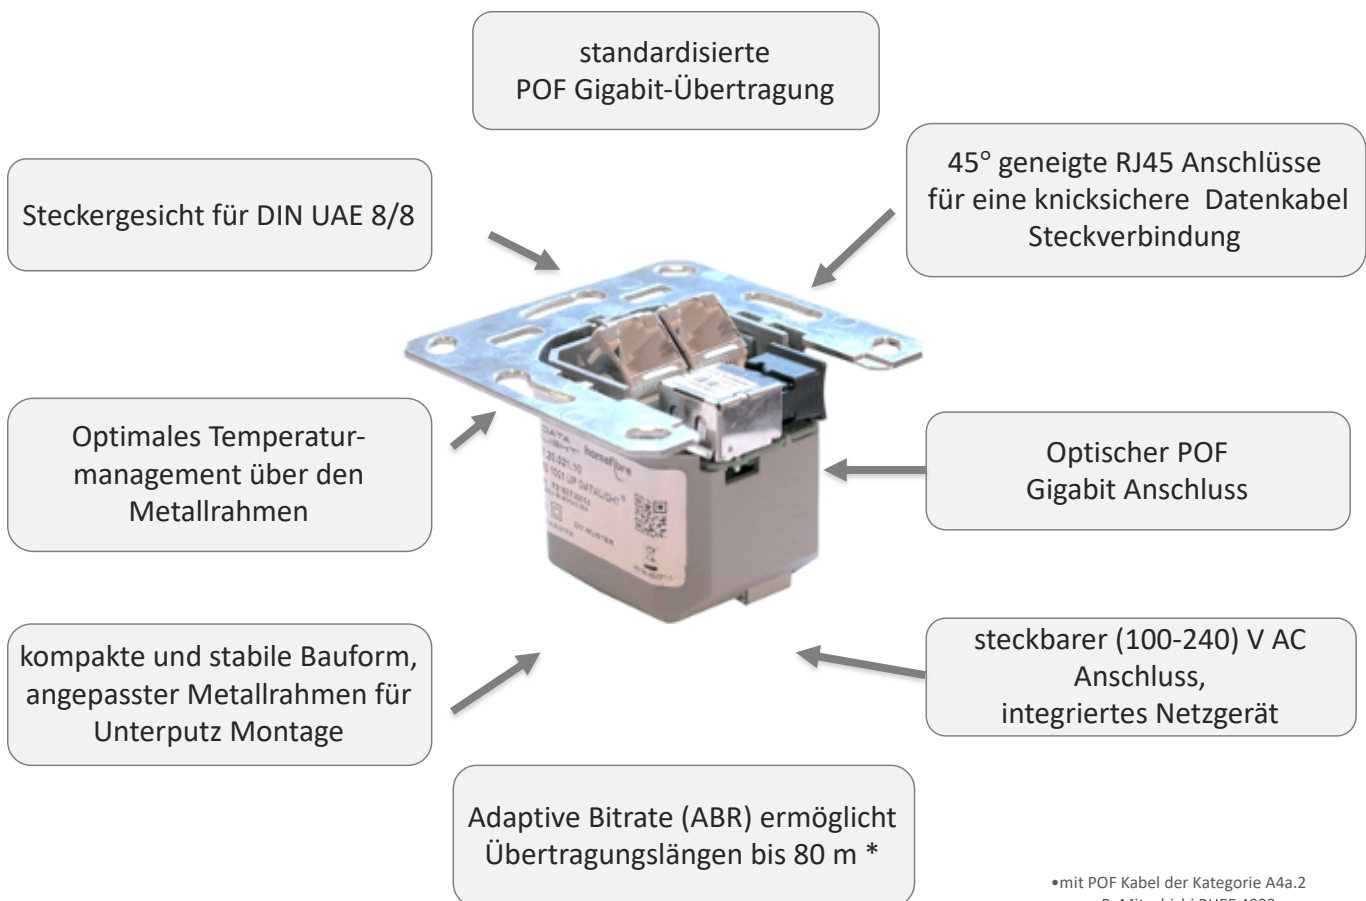 standardisierte
POF Gigabit-Übertragung
Steckergesicht für DIN UAE 8/8
45° geneigte RJ45 Anschlüsse
für eine knicksichere Datenkabel
Steckverbindung
Optimales Temperatur-
management über den
Metallrahmen
DATA
homefibre
Optischer POF
Gigabit Anschluss
kompakte und stabile Bauform,
angepasster Metallrahmen für
Unterputz Montage
steckbarer (100-240) V AC
Anschluss,
integriertes Netzgerät
Adaptive Bitrate (ABR) ermöglicht
Übertragungslängen bis 80 m *
•mit POF Kabel der Kategorie A4a.2